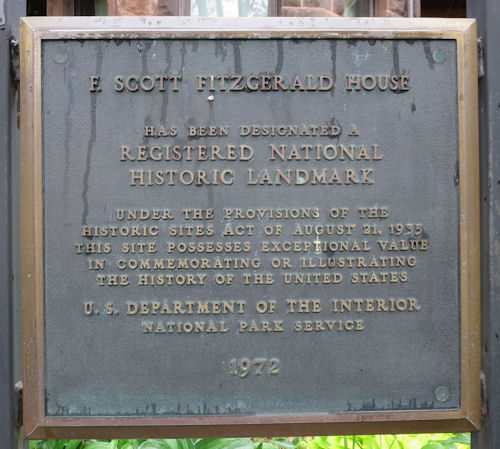 F. SCOTT FITZGERALD HOUSE
HAS BEEN DESIGNATED A
REGISTERED NATIONAL
HISTORIC LANDMARK
UNDER THE PROVISIONS OF THE
HISTORIC SITES ACT OF AUGUST 21, 1935
THIS SITE POSSESSES EXCEPTIONAL VALUE
IN COMMEMORATING OR ILLUSTRATING
THE HISTORY OF THE UNITED STATES
U. S. DEPARTMENT OF THE INTERIOR
NATIONAL PARK SERVICE
1972